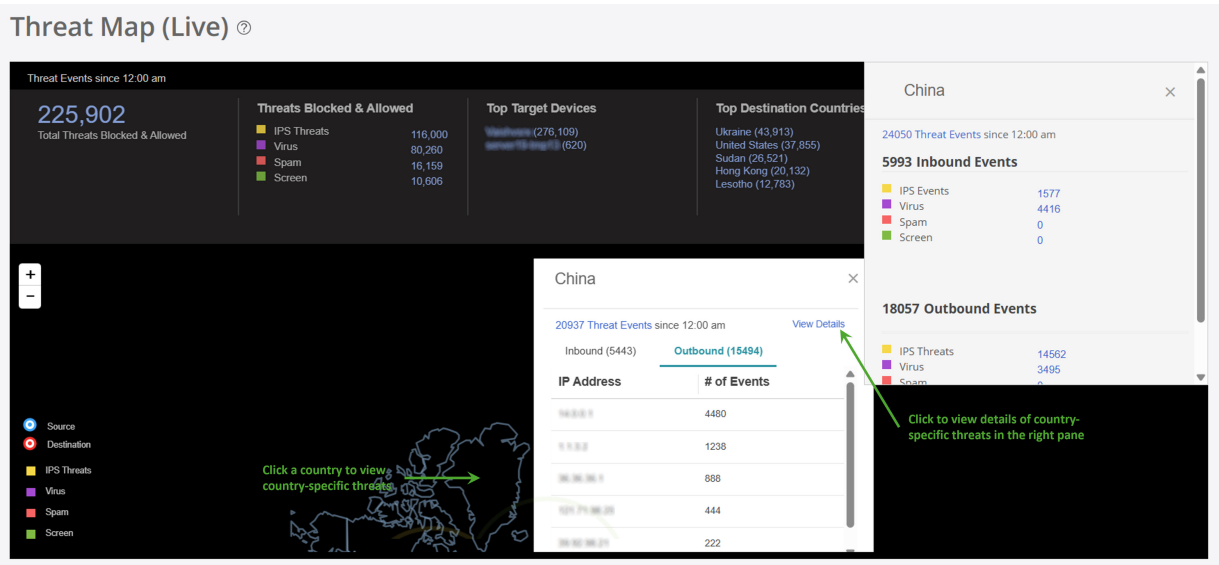 Threat Map (Live) ?
Threat Events since 12:00 am
225,902
Total Threats Blocked & Allowed
Threats Blocked & Allowed
IPS Threats 116,000
Virus 80,260
Spam 16,159
Screen 10,606
Top Target Devices
(276,109)
(620)
Top Destination Countries
Ukraine (43,913)
United States (37,855)
Sudan (26,521)
Hong Kong (20,132)
Lesotho (12,783)
China ×
24050 Threat Events since 12:00 am
5993 Inbound Events
IPS Events 1577
Virus 4416
Spam 0
Screen 0
18057 Outbound Events
IPS Threats 14562
Virus 3495
Spam 0
+
−
China ×
20937 Threat Events since 12:00 am View Details
Inbound (5443) Outbound (15494)
IP Address # of Events
4480
1238
888
444
222
Source
Destination
IPS Threats
Virus
Spam
Screen
Click a country to view
country-specific threats
Click to view details of country-
specific threats in the right pane